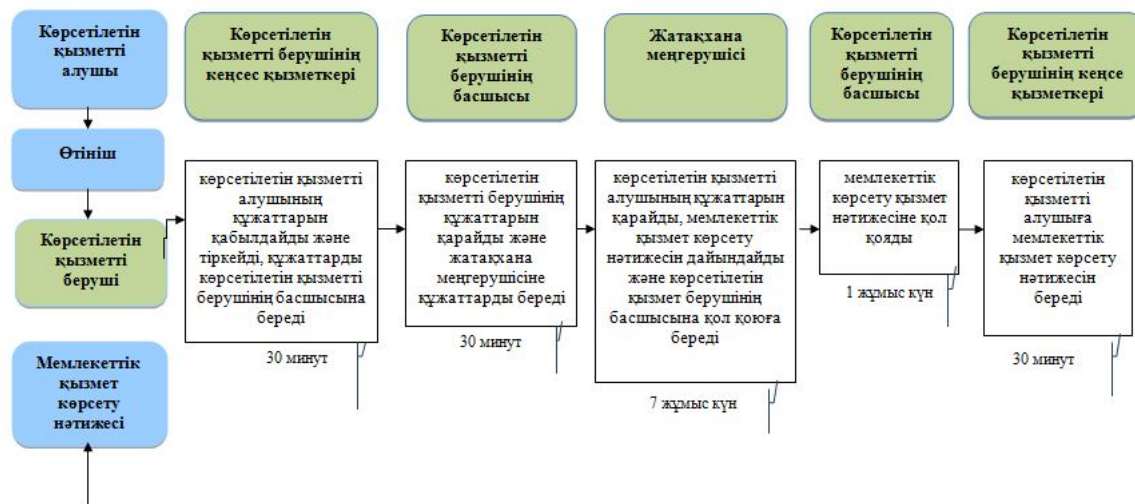 Көрсетілетін
қызметті
алушы
Өтініш
Көрсетілетін
қызметті
беруші
Мемлекеттік
қызмет
көрсету
нәтижесі
Көрсетілетін
қызметті берушінің
кеңсес қызметкері
көрсетілетін қызметті
алушының
құжаттарын
қабылдайды және
тіркейді, құжаттарды
көрсетілетін қызметті
берушінің басшысына
береді
30 минут
Көрсетілетін
қызметті
берушінің
басшысы
көрсетілетін
қызметті берушінің
құжаттарын
қарайды және
жатақхана
меңгерушісіне
құжаттарды береді
30 минут
Жатақхана
меңгерушісі
көрсетілетін қызметті
алушының құжаттарын
қарайды, мемлекеттік
қызмет көрсету
нәтижесін дайындайды
және көрсетілетін
қызмет берушінің
басшысына қол қоюға
береді
7 жұмыс күн
Көрсетілетін
қызметті
берушінің
басшысы
мемлекеттік
көрсету қызмет
нәтижесіне қол
қояды
1 жұмыс күн
Көрсетілетін
қызметті
берушінің кеңсе
қызметкері
көрсетілетін
қызметті
алушыға
мемлекеттік
қызмет көрсету
нәтижесін
береді
30 минут